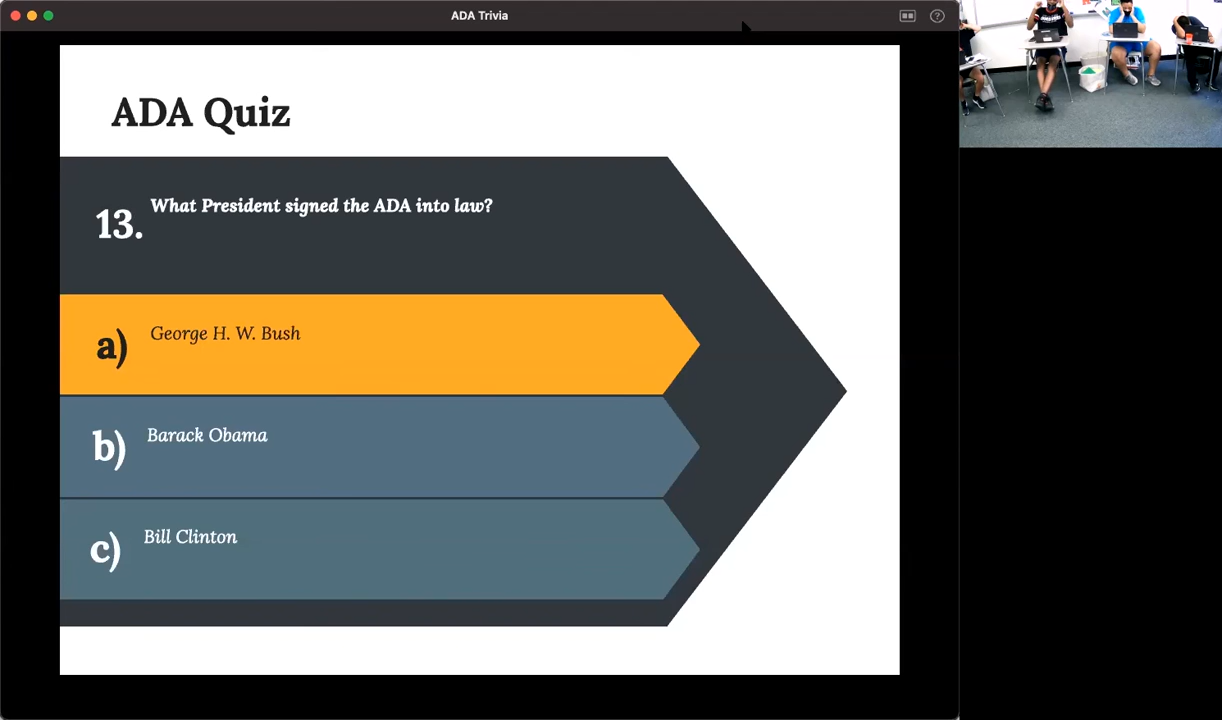 ADA Trivia
ADA Quiz
13. What President signed the ADA into law?
a) George H. W. Bush
b) Barack Obama
c) Bill Clinton